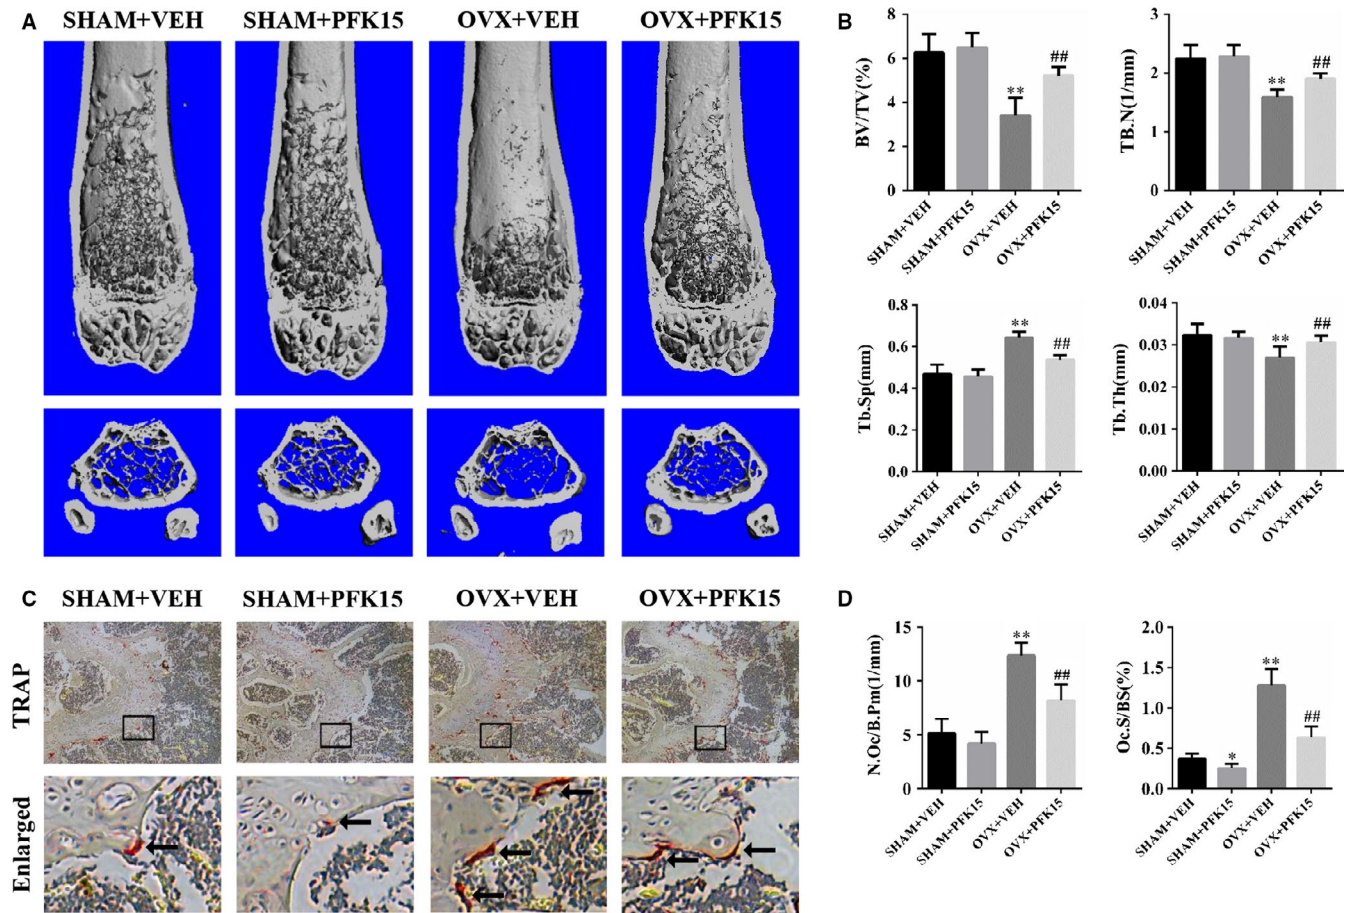 A
SHAM+VEH
SHAM+PFK15
OVX+VEH
OVX+PFK15
B
BV/TV(%)
8
6
4
2
0
**
##
SHAM+VEH
SHAM+PFK15
OVX+VEH
OVX+PFK15
TB.N(1/mm)
3
2
1
0
**
##
SHAM+VEH
SHAM+PFK15
OVX+VEH
OVX+PFK15
Tb.Sp(mm)
0.8
0.6
0.4
0.2
0.0
**
##
SHAM+VEH
SHAM+PFK15
OVX+VEH
OVX+PFK15
Tb.Th(mm)
0.04
0.03
0.02
0.01
0.00
**
##
SHAM+VEH
SHAM+PFK15
OVX+VEH
OVX+PFK15
C
SHAM+VEH
SHAM+PFK15
OVX+VEH
OVX+PFK15
TRAP
Enlarged
D
N.Oc/B.Pm(1/mm)
15
10
5
0
**
##
SHAM+VEH
SHAM+PFK15
OVX+VEH
OVX+PFK15
Oc.S/BS(%)
2.0
1.5
1.0
0.5
0.0
*
**
##
SHAM+VEH
SHAM+PFK15
OVX+VEH
OVX+PFK15